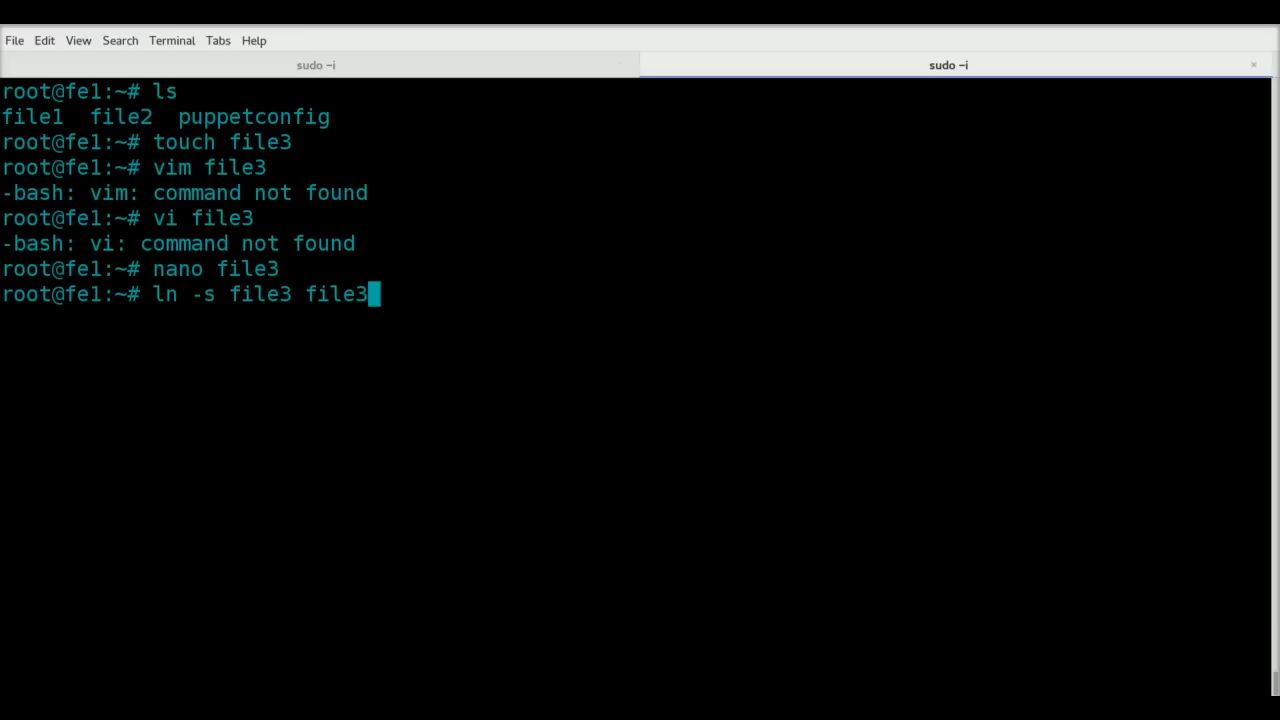 File Edit View Search Terminal Tabs Help
sudo -i sudo -i ×
root@fe1:~# ls
file1  file2  puppetconfig
root@fe1:~# touch file3
root@fe1:~# vim file3
-bash: vim: command not found
root@fe1:~# vi file3
-bash: vi: command not found
root@fe1:~# nano file3
root@fe1:~# ln -s file3 file3